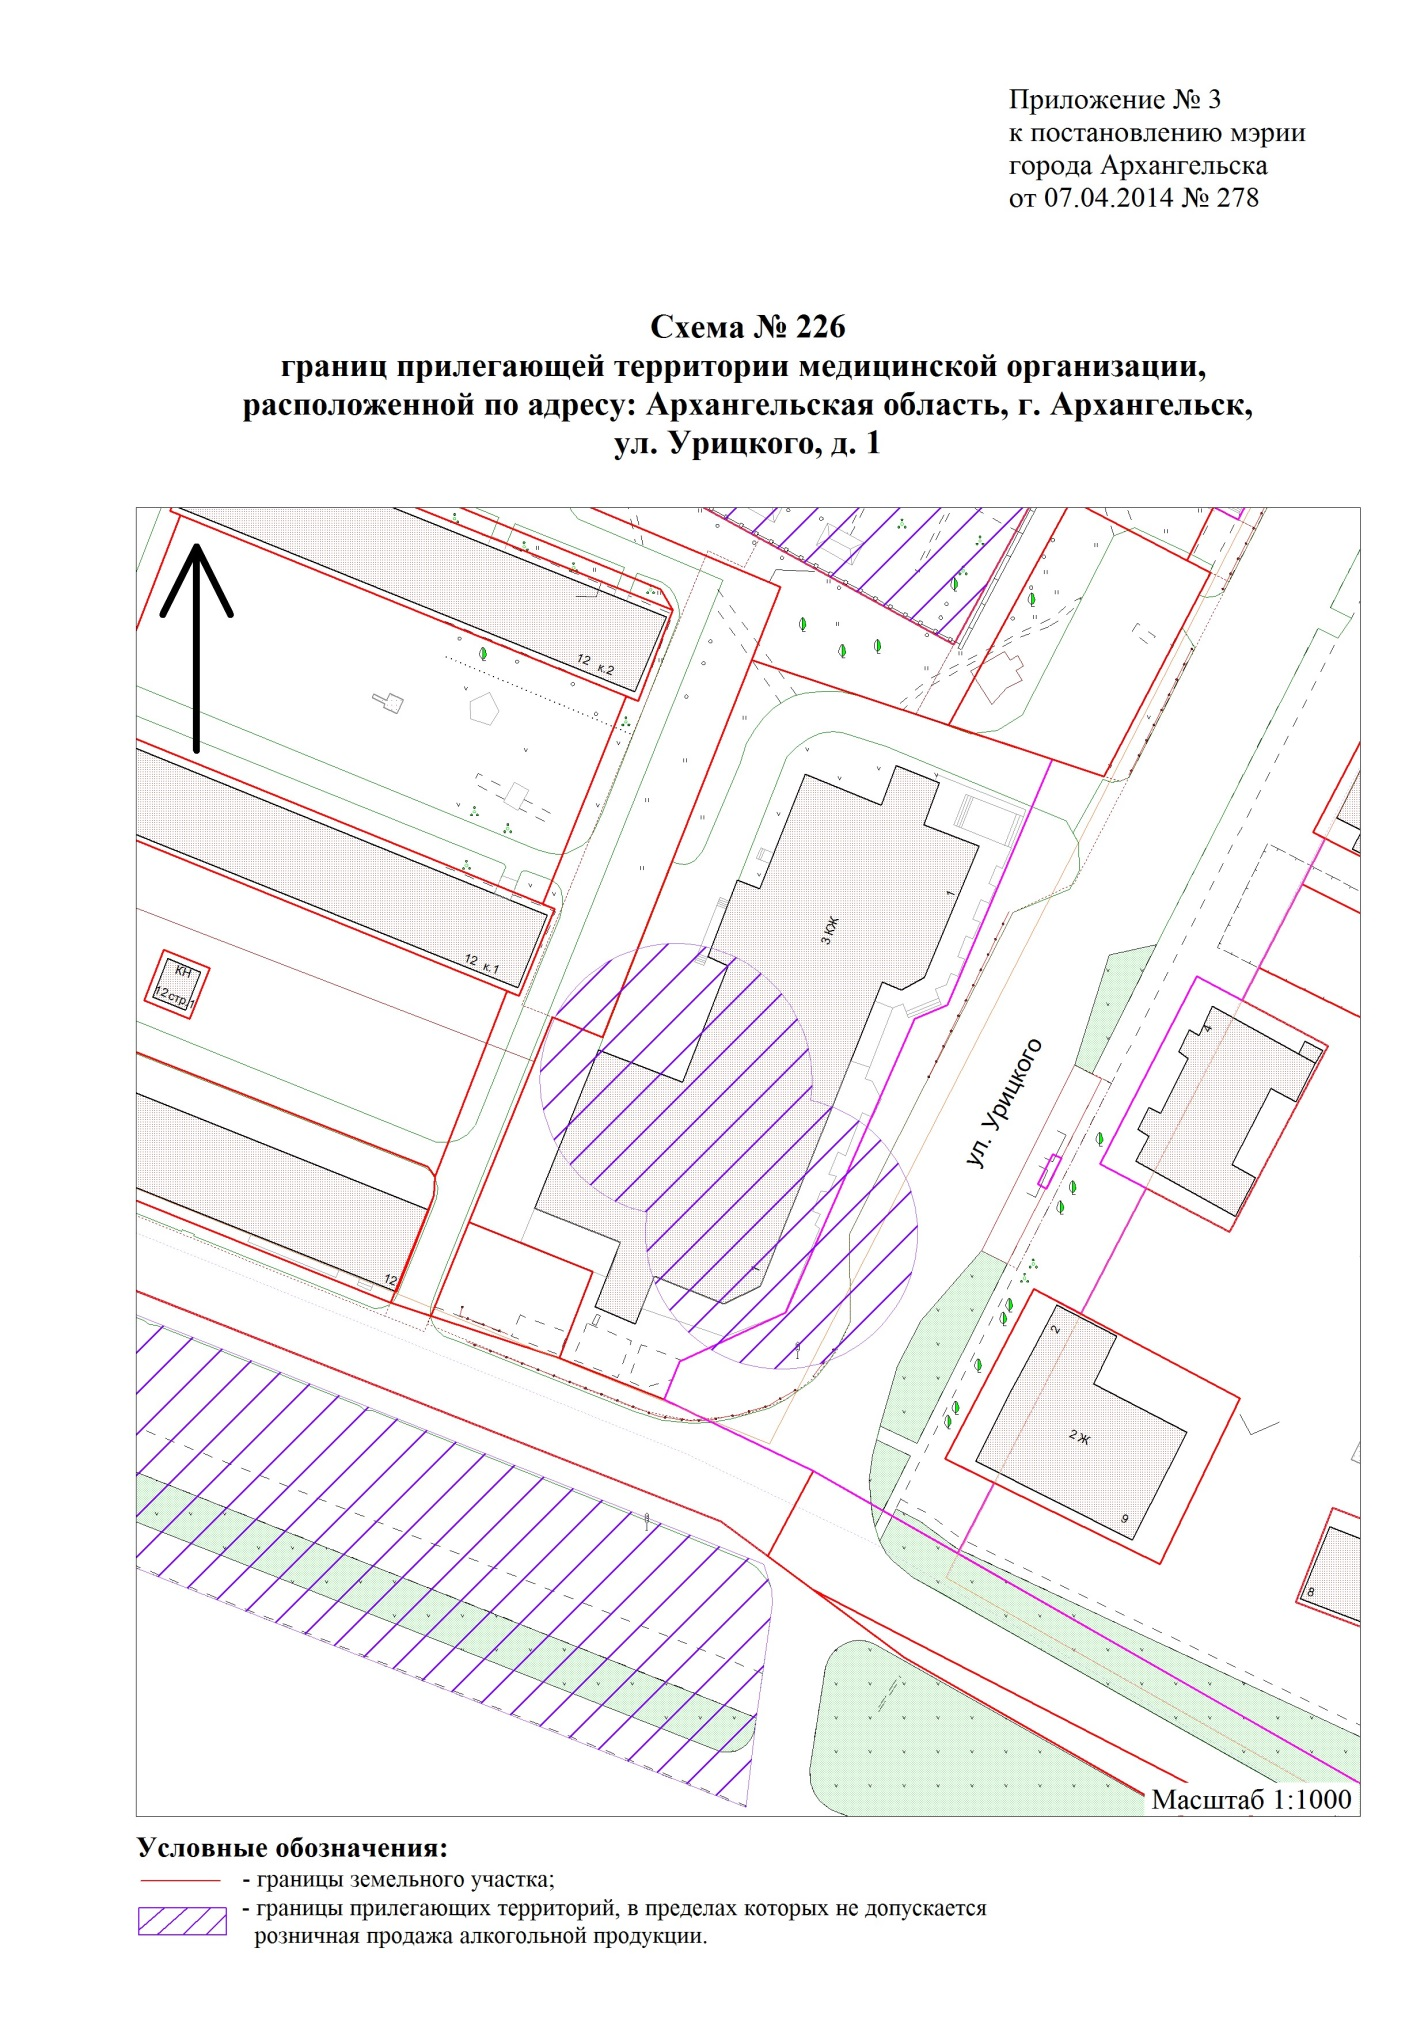 Приложение № 3
к постановлению мэрии
города Архангельска
от 07.04.2014 № 278
Схема № 226
границ прилегающей территории медицинской организации,
расположенной по адресу: Архангельская область, г. Архангельск,
ул. Урицкого, д. 1
12 к.2
12 к.1
КН
12стр.1
3 КЖ
1
4
ул. Урицкого
1
12
2
2 Ж
9
8
Масштаб 1:1000
Условные обозначения:
- границы земельного участка;
- границы прилегающих территорий, в пределах которых не допускается
розничная продажа алкогольной продукции.